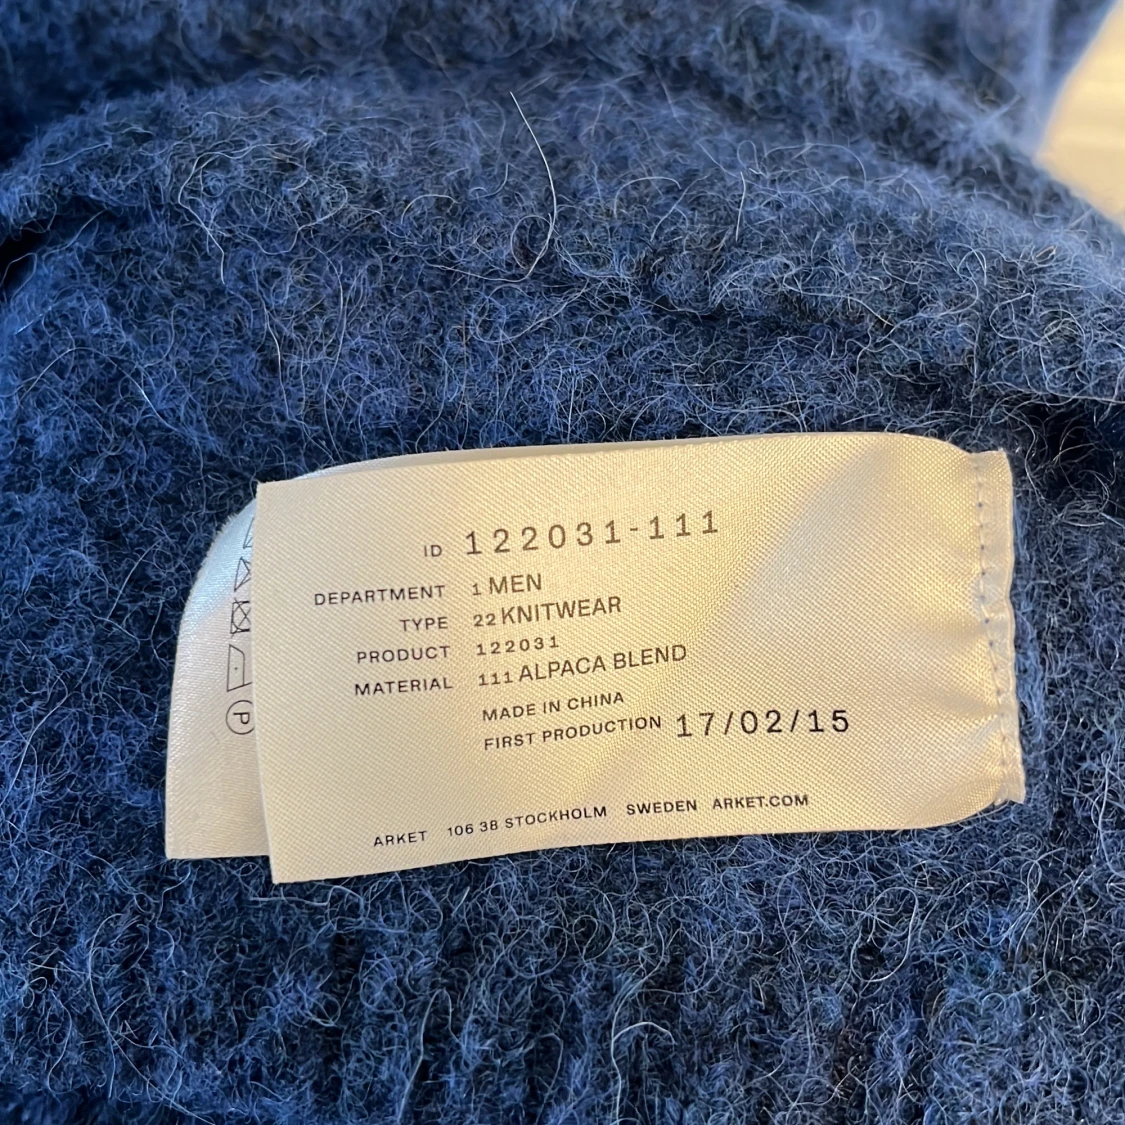 ID 122031-111
DEPARTMENT 1 MEN
TYPE 22 KNITWEAR
PRODUCT 122031
MATERIAL 111 ALPACA BLEND
MADE IN CHINA
FIRST PRODUCTION 17/02/15
ARKET 106 38 STOCKHOLM SWEDEN ARKET.COM
P